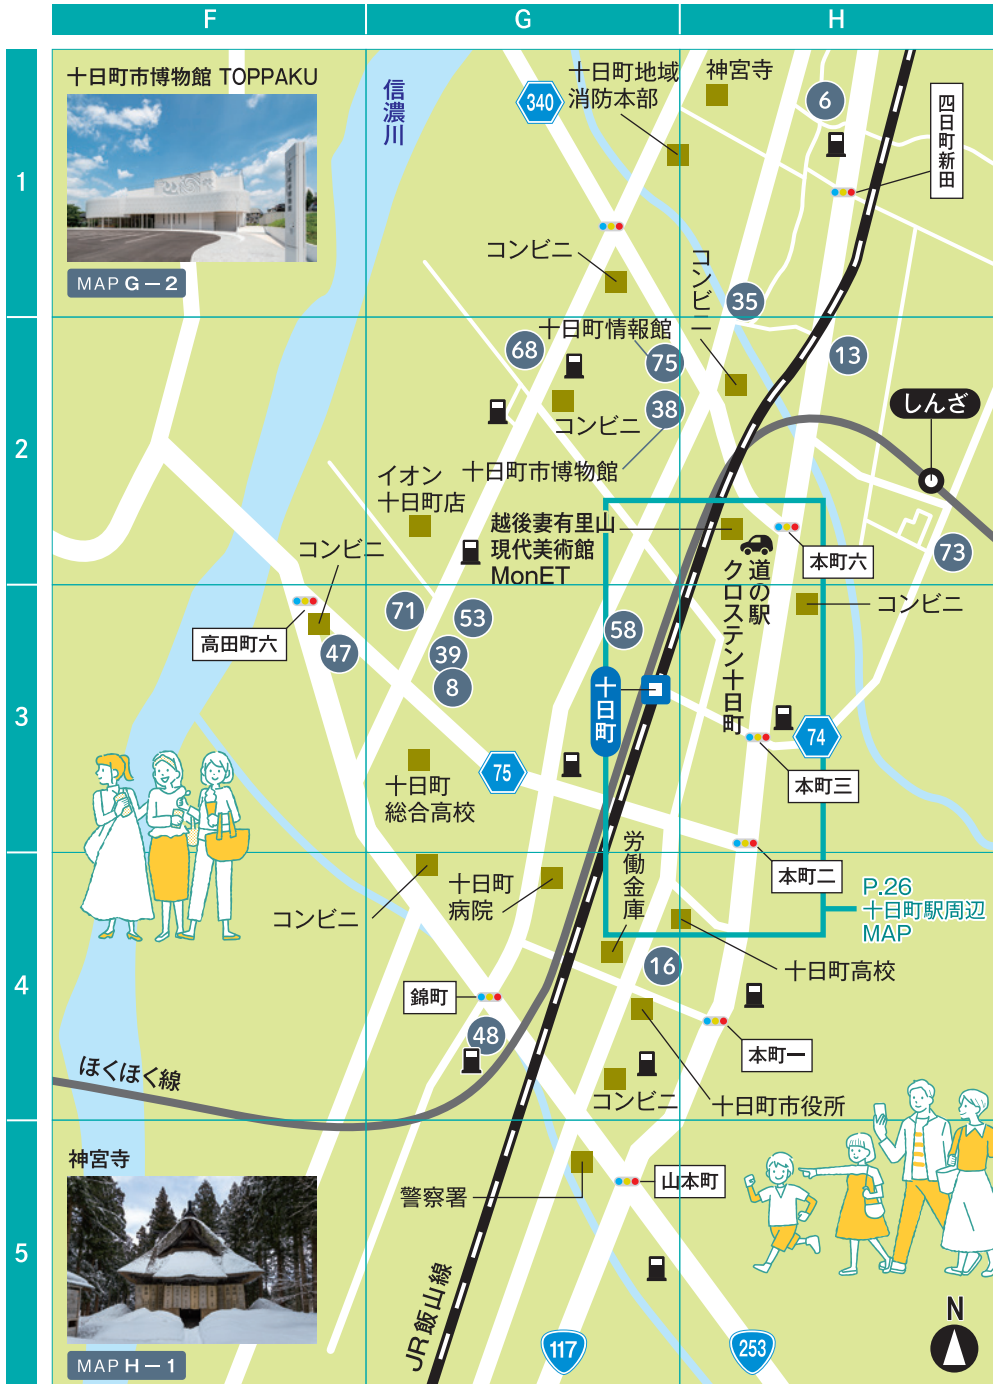 F
G
H
1
2
3
4
5
十日町市博物館 TOPPAKU
MAP G－2
信濃川
340
十日町地域
消防本部
神宮寺
6
四日町新田
コンビニ
コンビニ
35
十日町情報館
68
75
13
38
コンビニ
しんざ
十日町市博物館
イオン
十日町店
越後妻有里山
現代美術館
MonET
コンビニ
本町六
73
道の駅
クロステン十日町
コンビニ
71
53
58
高田町六
47
39
8
十日町
74
75
本町三
十日町
総合高校
本町二
労働金庫
P.26
十日町駅周辺
MAP
コンビニ
十日町
病院
16
十日町高校
錦町
48
本町一
ほくほく線
コンビニ
十日町市役所
神宮寺
警察署
山本町
JR飯山線
MAP H－1
117
253
N